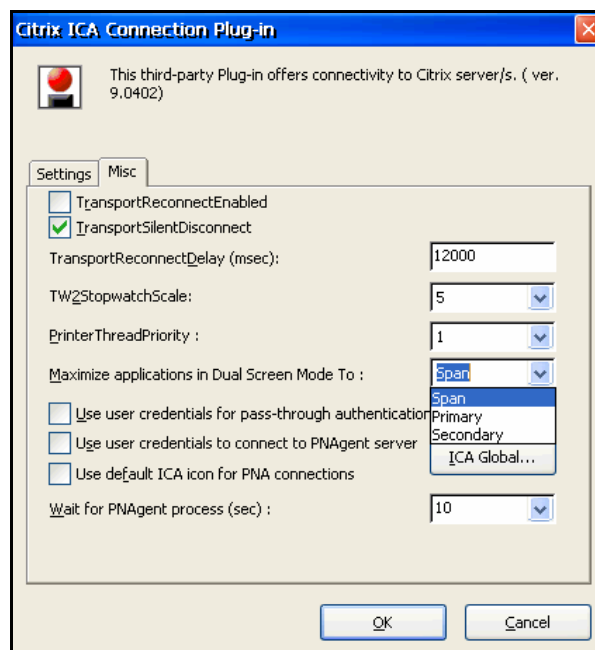 Citrix ICA Connection Plug-in
This third-party Plug-in offers connectivity to Citrix server/s. ( ver.
9.0402)
Settings
Misc
TransportReconnectEnabled
TransportSilentDisconnect
TransportReconnectDelay (msec):
12000
TW2StopwatchScale:
5
PrinterThreadPriority :
1
Maximize applications in Dual Screen Mode To :
Span
Span
Primary
Secondary
Use user credentials for pass-through authentication
Use user credentials to connect to PNAgent server
ICA Global...
Use default ICA icon for PNA connections
Wait for PNAgent process (sec) :
10
OK
Cancel